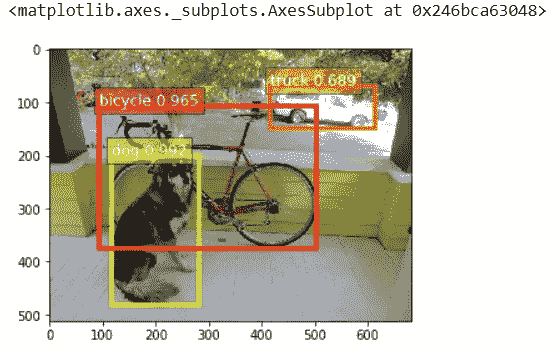 <matplotlib.axes._subplots.AxesSubplot at 0x246bca63048>
0
100
200
300
400
500
truck 0.689
bicycle 0.965
dog 0.992
0 100 200 300 400 500 600